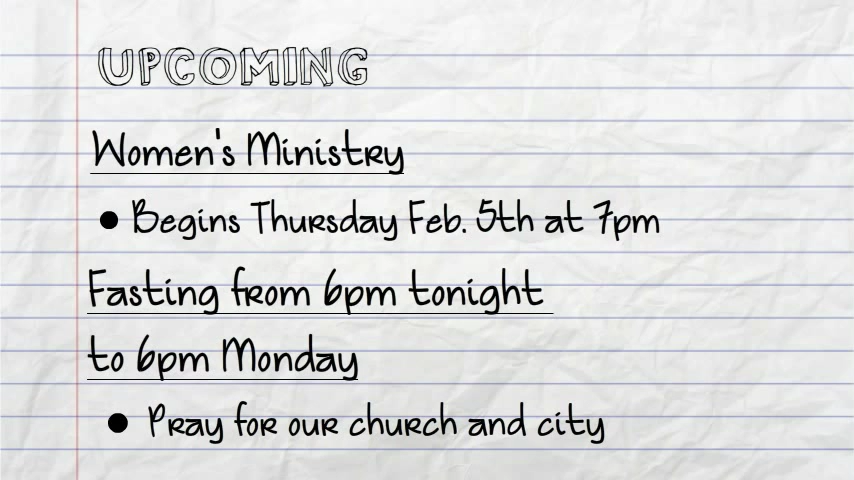 UPCOMING
Women's Ministry
● Begins Thursday Feb. 5th at 7pm
Fasting from 6pm tonight
to 6pm Monday
● Pray for our church and city